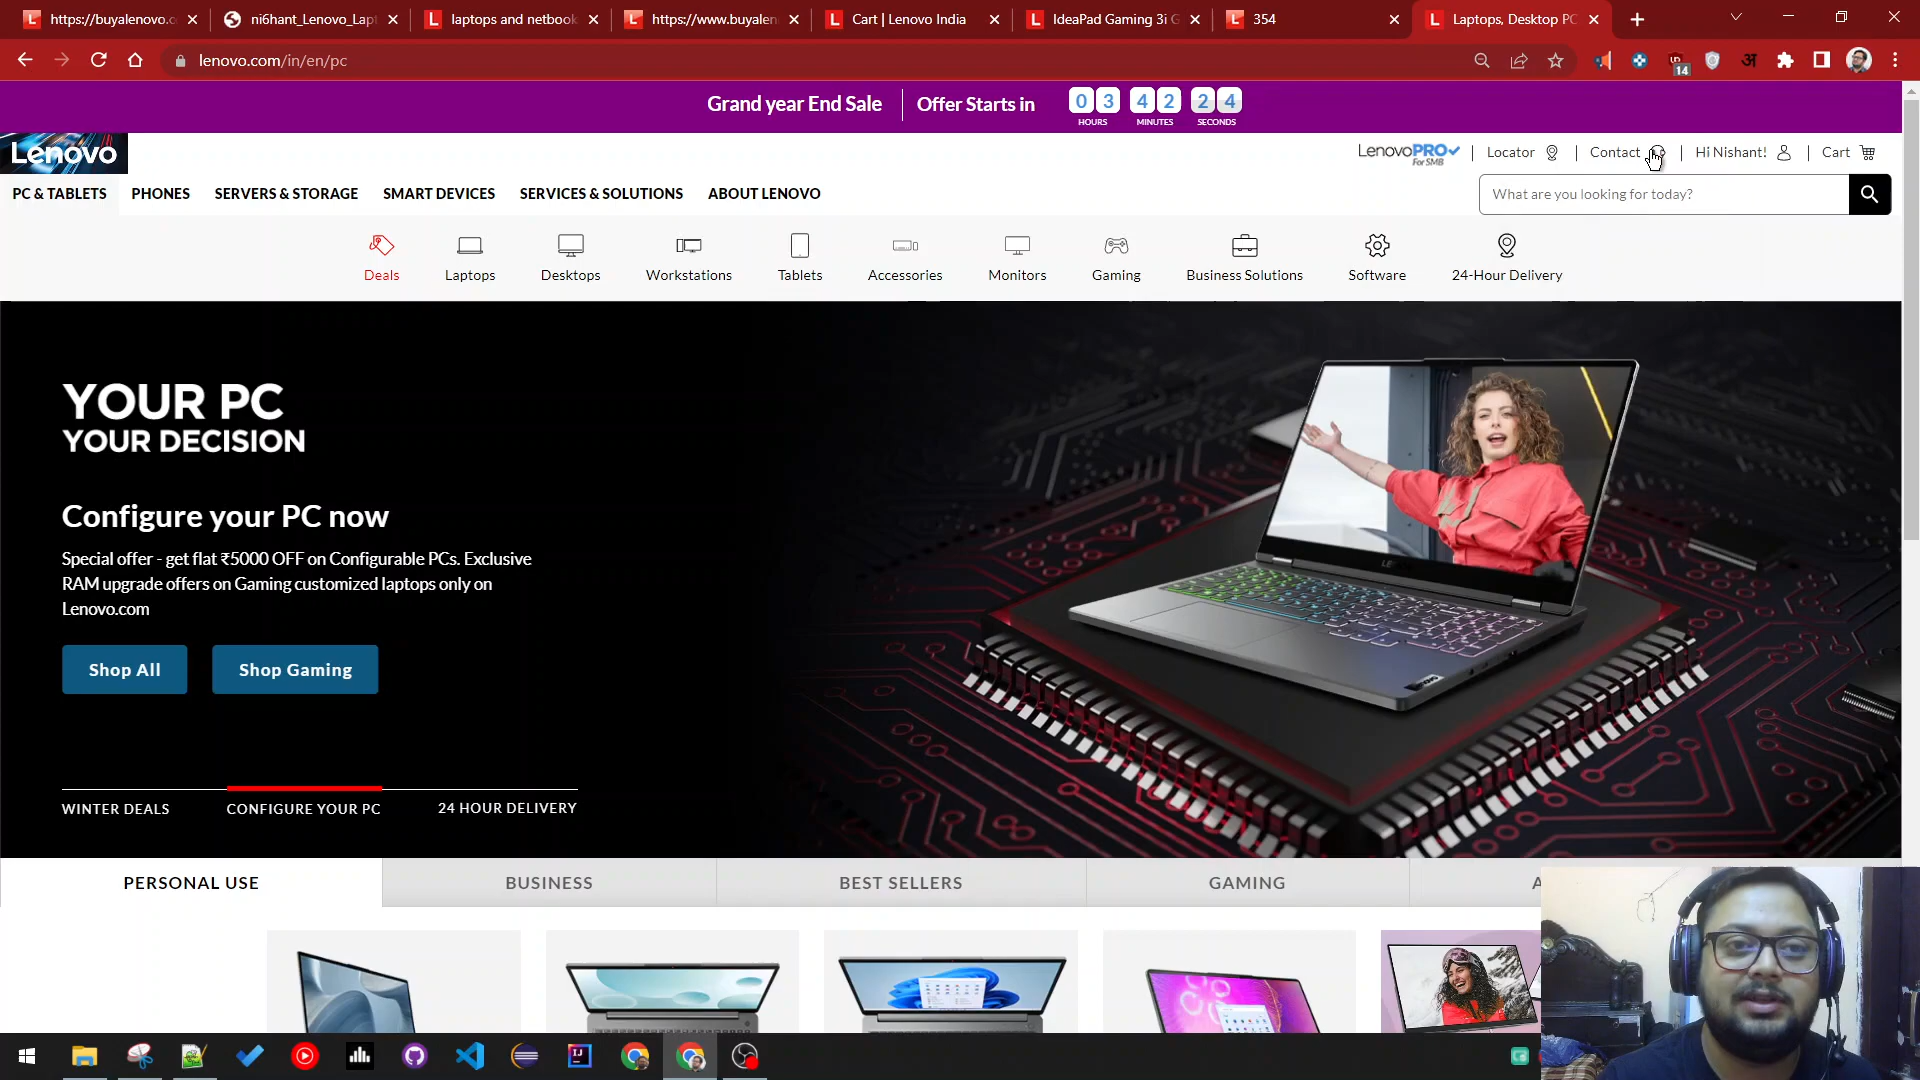 https://buyalenovo.c
ni6hant_Lenovo_Lap
laptops and netbook
https://www.buyalen
Cart | Lenovo India
IdeaPad Gaming 3i G
354
Laptops, Desktop PC
lenovo.com/in/en/pc
14
Grand year End Sale
Offer Starts in
0 3 4 2 2 4
HOURS MINUTES SECONDS
Lenovo
LenovoPRO
For SMB
Locator
Contact
Hi Nishant!
Cart
PC & TABLETS PHONES SERVERS & STORAGE SMART DEVICES SERVICES & SOLUTIONS ABOUT LENOVO
What are you looking for today?
Deals Laptops Desktops Workstations Tablets Accessories Monitors Gaming Business Solutions Software 24-Hour Delivery
YOUR PC
YOUR DECISION
Configure your PC now
Special offer - get flat ₹5000 OFF on Configurable PCs. Exclusive
RAM upgrade offers on Gaming customized laptops only on
Lenovo.com
Shop All Shop Gaming
WINTER DEALS CONFIGURE YOUR PC 24 HOUR DELIVERY
PERSONAL USE BUSINESS BEST SELLERS GAMING A